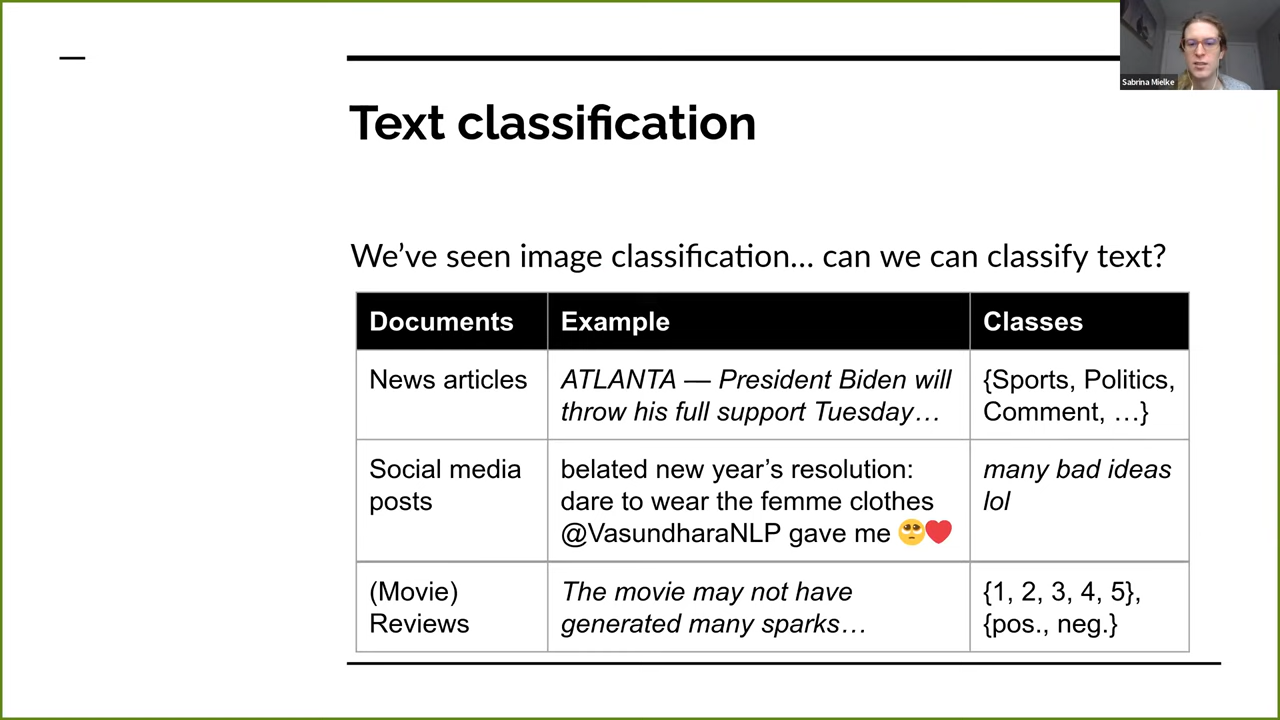 Sabrina Mielke
Text classification
We've seen image classification... can we can classify text?
Documents Example Classes
News articles ATLANTA — President Biden will throw his full support Tuesday… {Sports, Politics, Comment, …}
Social media posts belated new year's resolution: dare to wear the femme clothes @VasundharaNLP gave me 🥺❤️ many bad ideas lol
(Movie) Reviews The movie may not have generated many sparks… {1, 2, 3, 4, 5}, {pos., neg.}